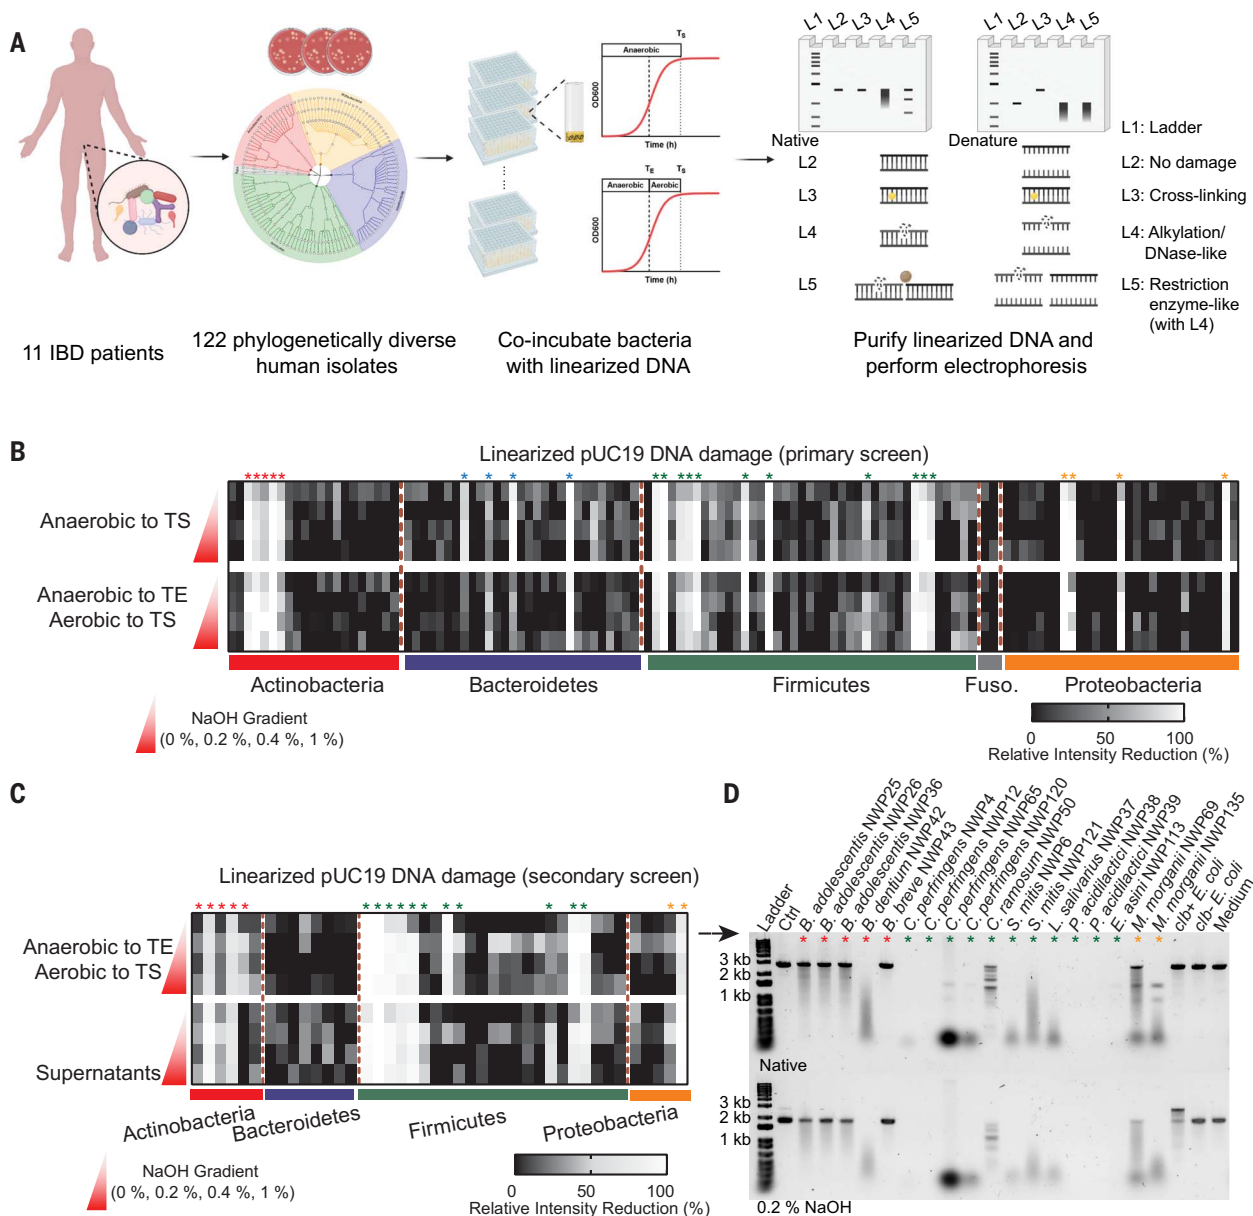 A
11 IBD patients
122 phylogenetically diverse
human isolates
Co-incubate bacteria
with linearized DNA
TS
Anaerobic
OD600
Time (h)
TE
TS
Anaerobic
Aerobic
OD600
Time (h)
L1
L2
L3
L4
L5
Native
L2
L3
L4
L5
L1
L2
L3
L4
L5
Denature
L1: Ladder
L2: No damage
L3: Cross-linking
L4: Alkylation/
DNase-like
L5: Restriction
enzyme-like
(with L4)
Purify linearized DNA and
perform electrophoresis
B
Linearized pUC19 DNA damage (primary screen)
***** * * * * ** *** * * * *** ** * *
Anaerobic to TS
Anaerobic to TE
Aerobic to TS
Actinobacteria
Bacteroidetes
Firmicutes
Fuso.
Proteobacteria
NaOH Gradient
(0 %, 0.2 %, 0.4 %, 1 %)
0 50 100
Relative Intensity Reduction (%)
C
Linearized pUC19 DNA damage (secondary screen)
* * * * * * * * * * * * * * ** * *
Anaerobic to TE
Aerobic to TS
Supernatants
Actinobacteria
Bacteroidetes
Firmicutes
Proteobacteria
NaOH Gradient
(0 %, 0.2 %, 0.4 %, 1 %)
0 50 100
Relative Intensity Reduction (%)
D
Ladder
Ctrl
B. adolescentis NWP25
B. adolescentis NWP26
B. adolescentis NWP36
B. dentium NWP42
B. breve NWP43
C. perfringens NWP4
C. perfringens NWP12
C. perfringens NWP65
C. perfringens NWP120
C. ramosum NWP50
S. mitis NWP6
S. mitis NWP121
L. salivarius NWP37
P. acidilactici NWP38
P. acidilactici NWP39
E. asini NWP113
M. morganii NWP69
M. morganii NWP135
clb+ E. coli
clb- E. coli
Medium
* * * * * * * * * * * * * * * * * *
3 kb
2 kb
1 kb
Native
3 kb
2 kb
1 kb
0.2 % NaOH